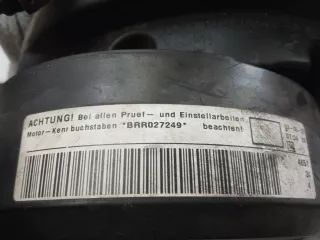 ACHTUNG! Bei allen Pruef- und Einstellarbeiten
Motor-Kennbuchstaben "BRR027249" beachten!